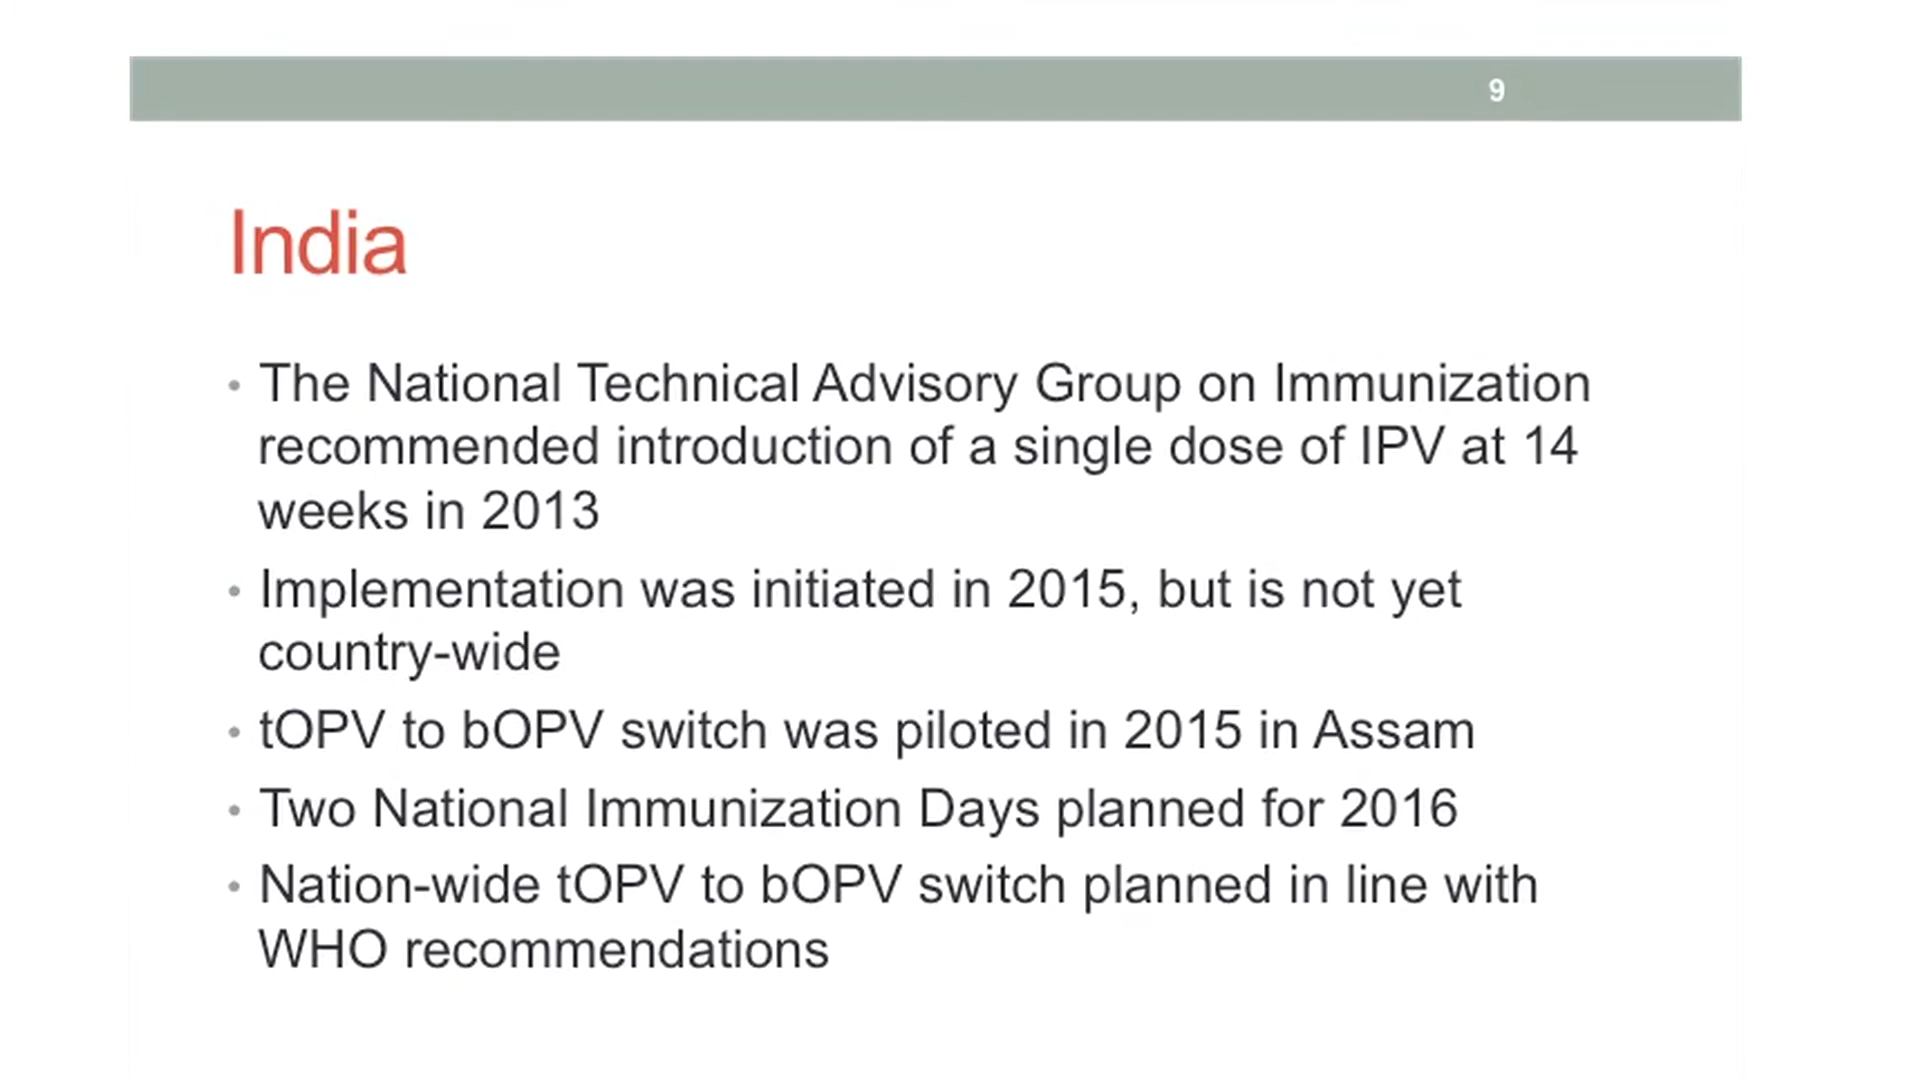 9
India
• The National Technical Advisory Group on Immunization
recommended introduction of a single dose of IPV at 14
weeks in 2013
• Implementation was initiated in 2015, but is not yet
country-wide
• tOPV to bOPV switch was piloted in 2015 in Assam
• Two National Immunization Days planned for 2016
• Nation-wide tOPV to bOPV switch planned in line with
WHO recommendations